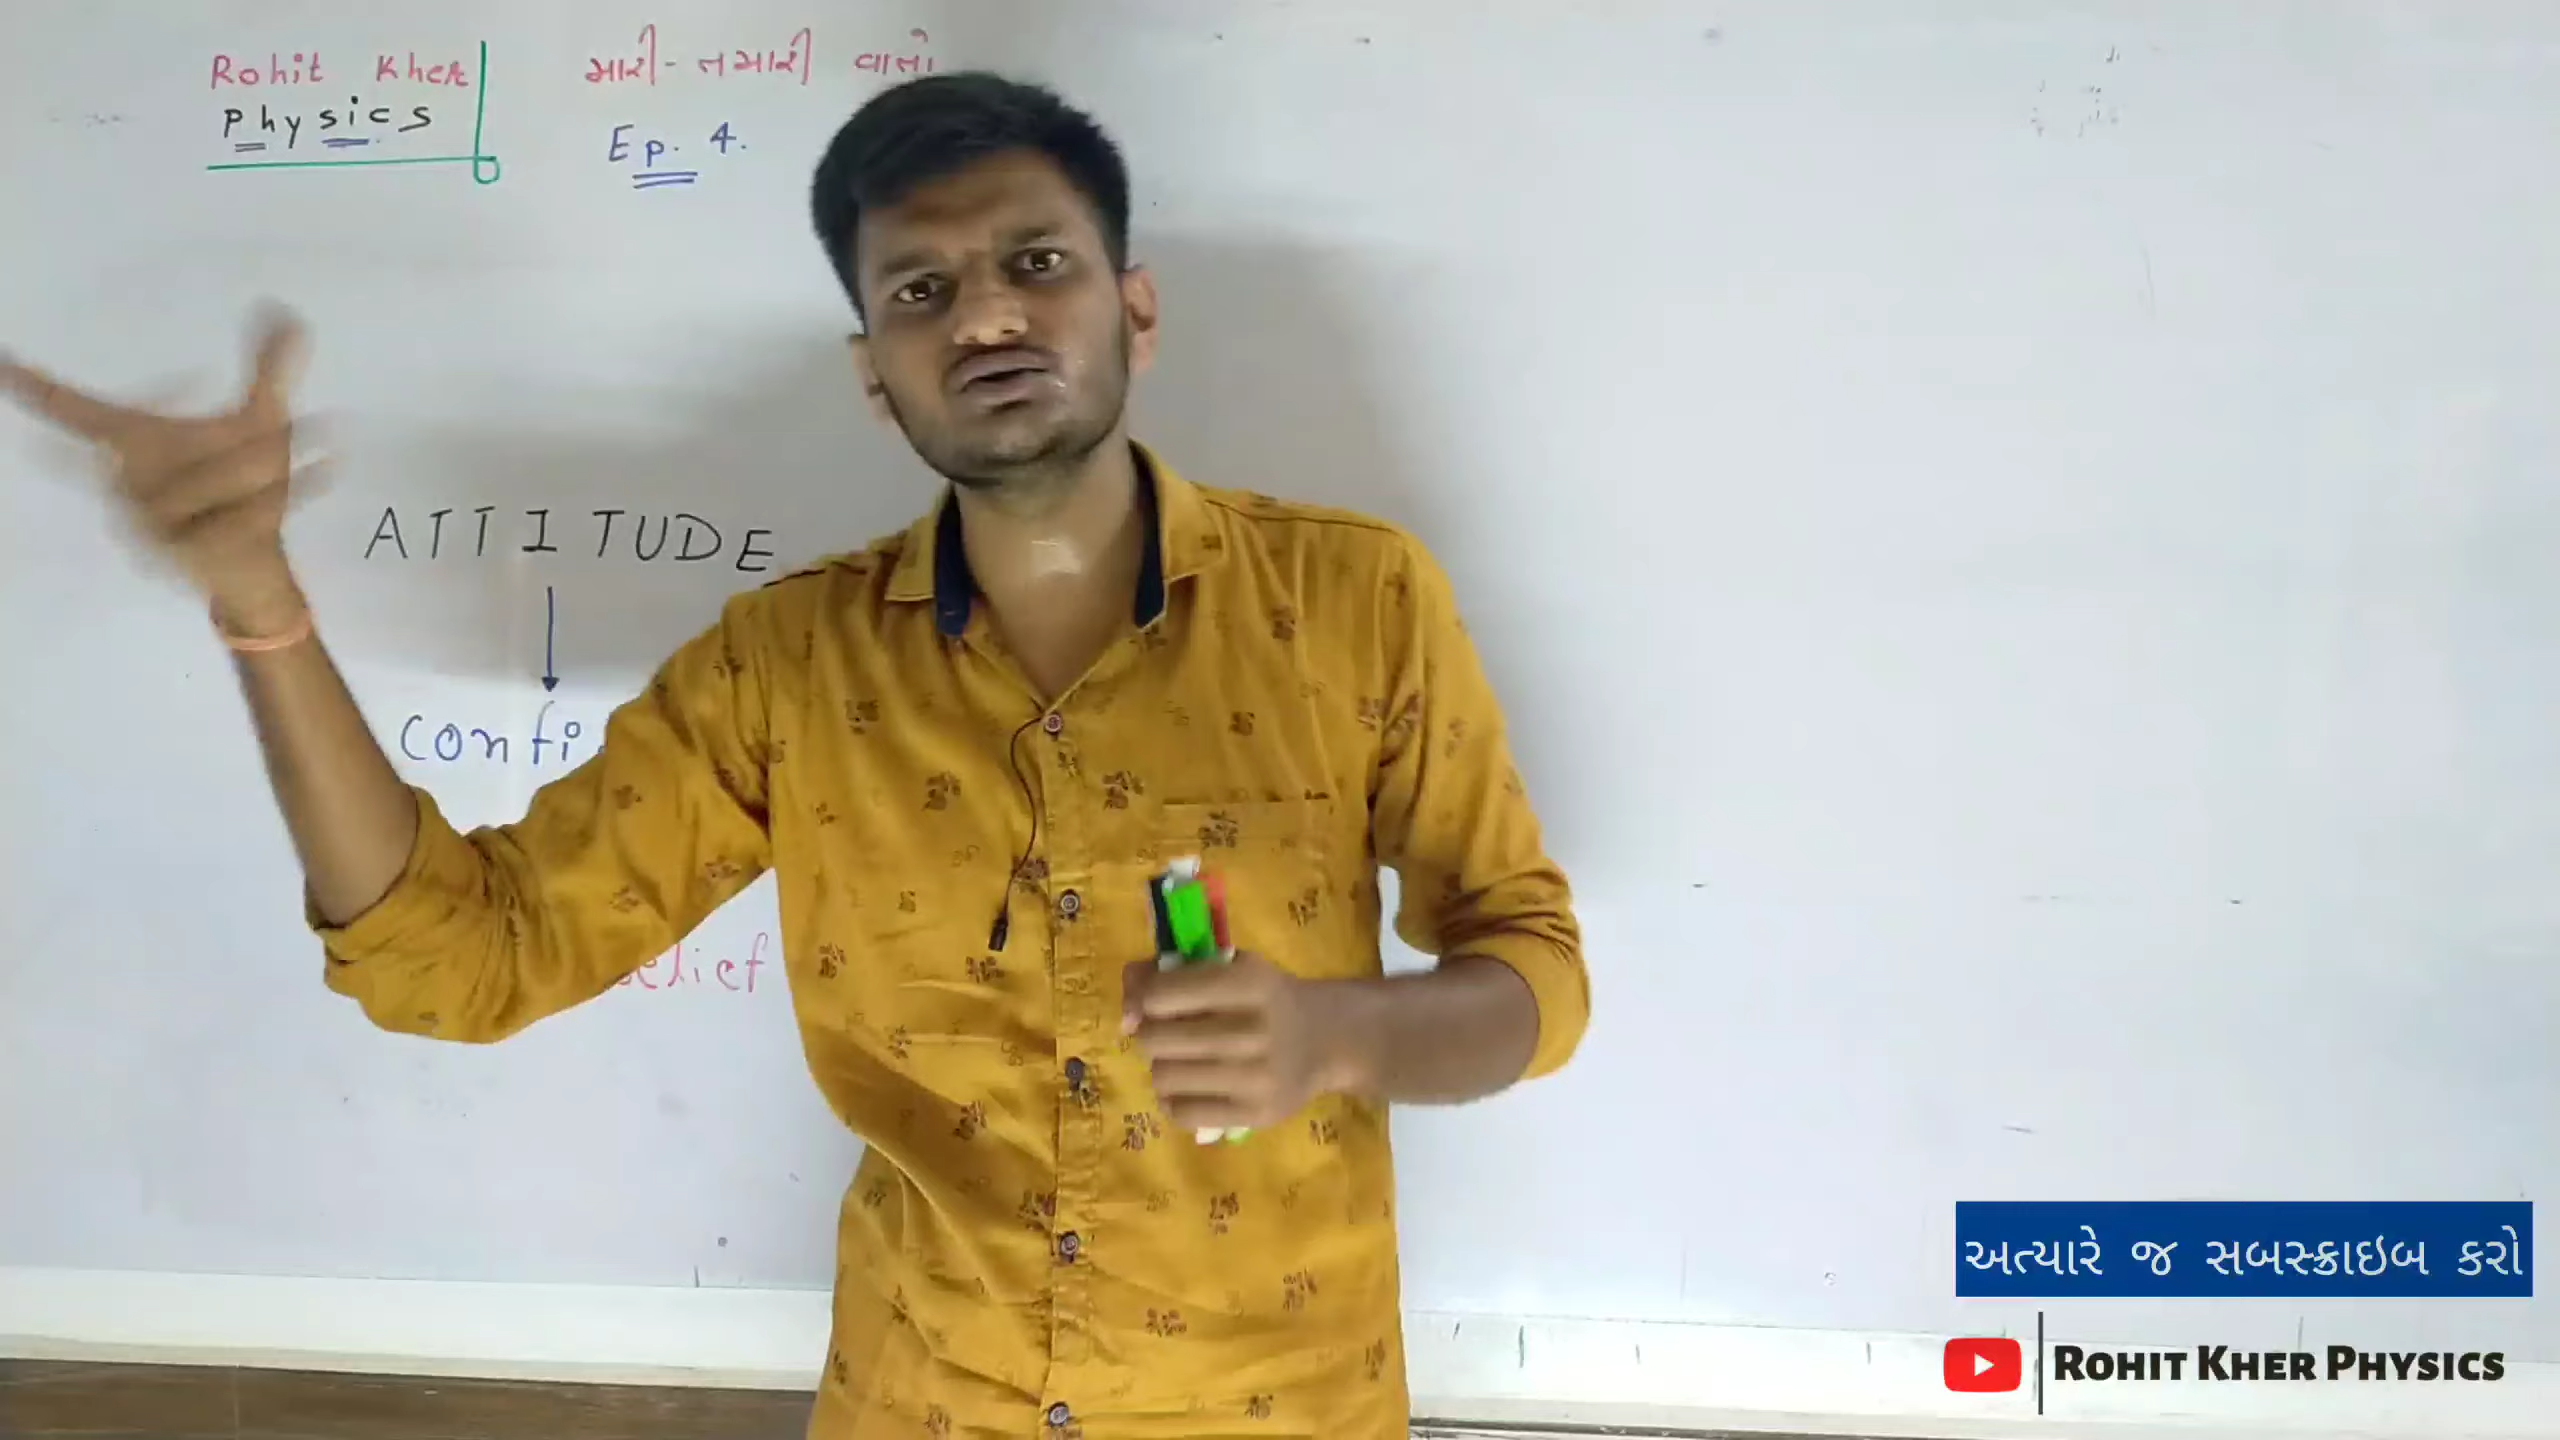 Rohit Kher
Physics
મારી - તમારી વાતો
Ep. 4.
ATTITUDE
confi
elief
અત્યારે જ સબસ્ક્રાઇબ કરો
ROHIT KHER PHYSICS